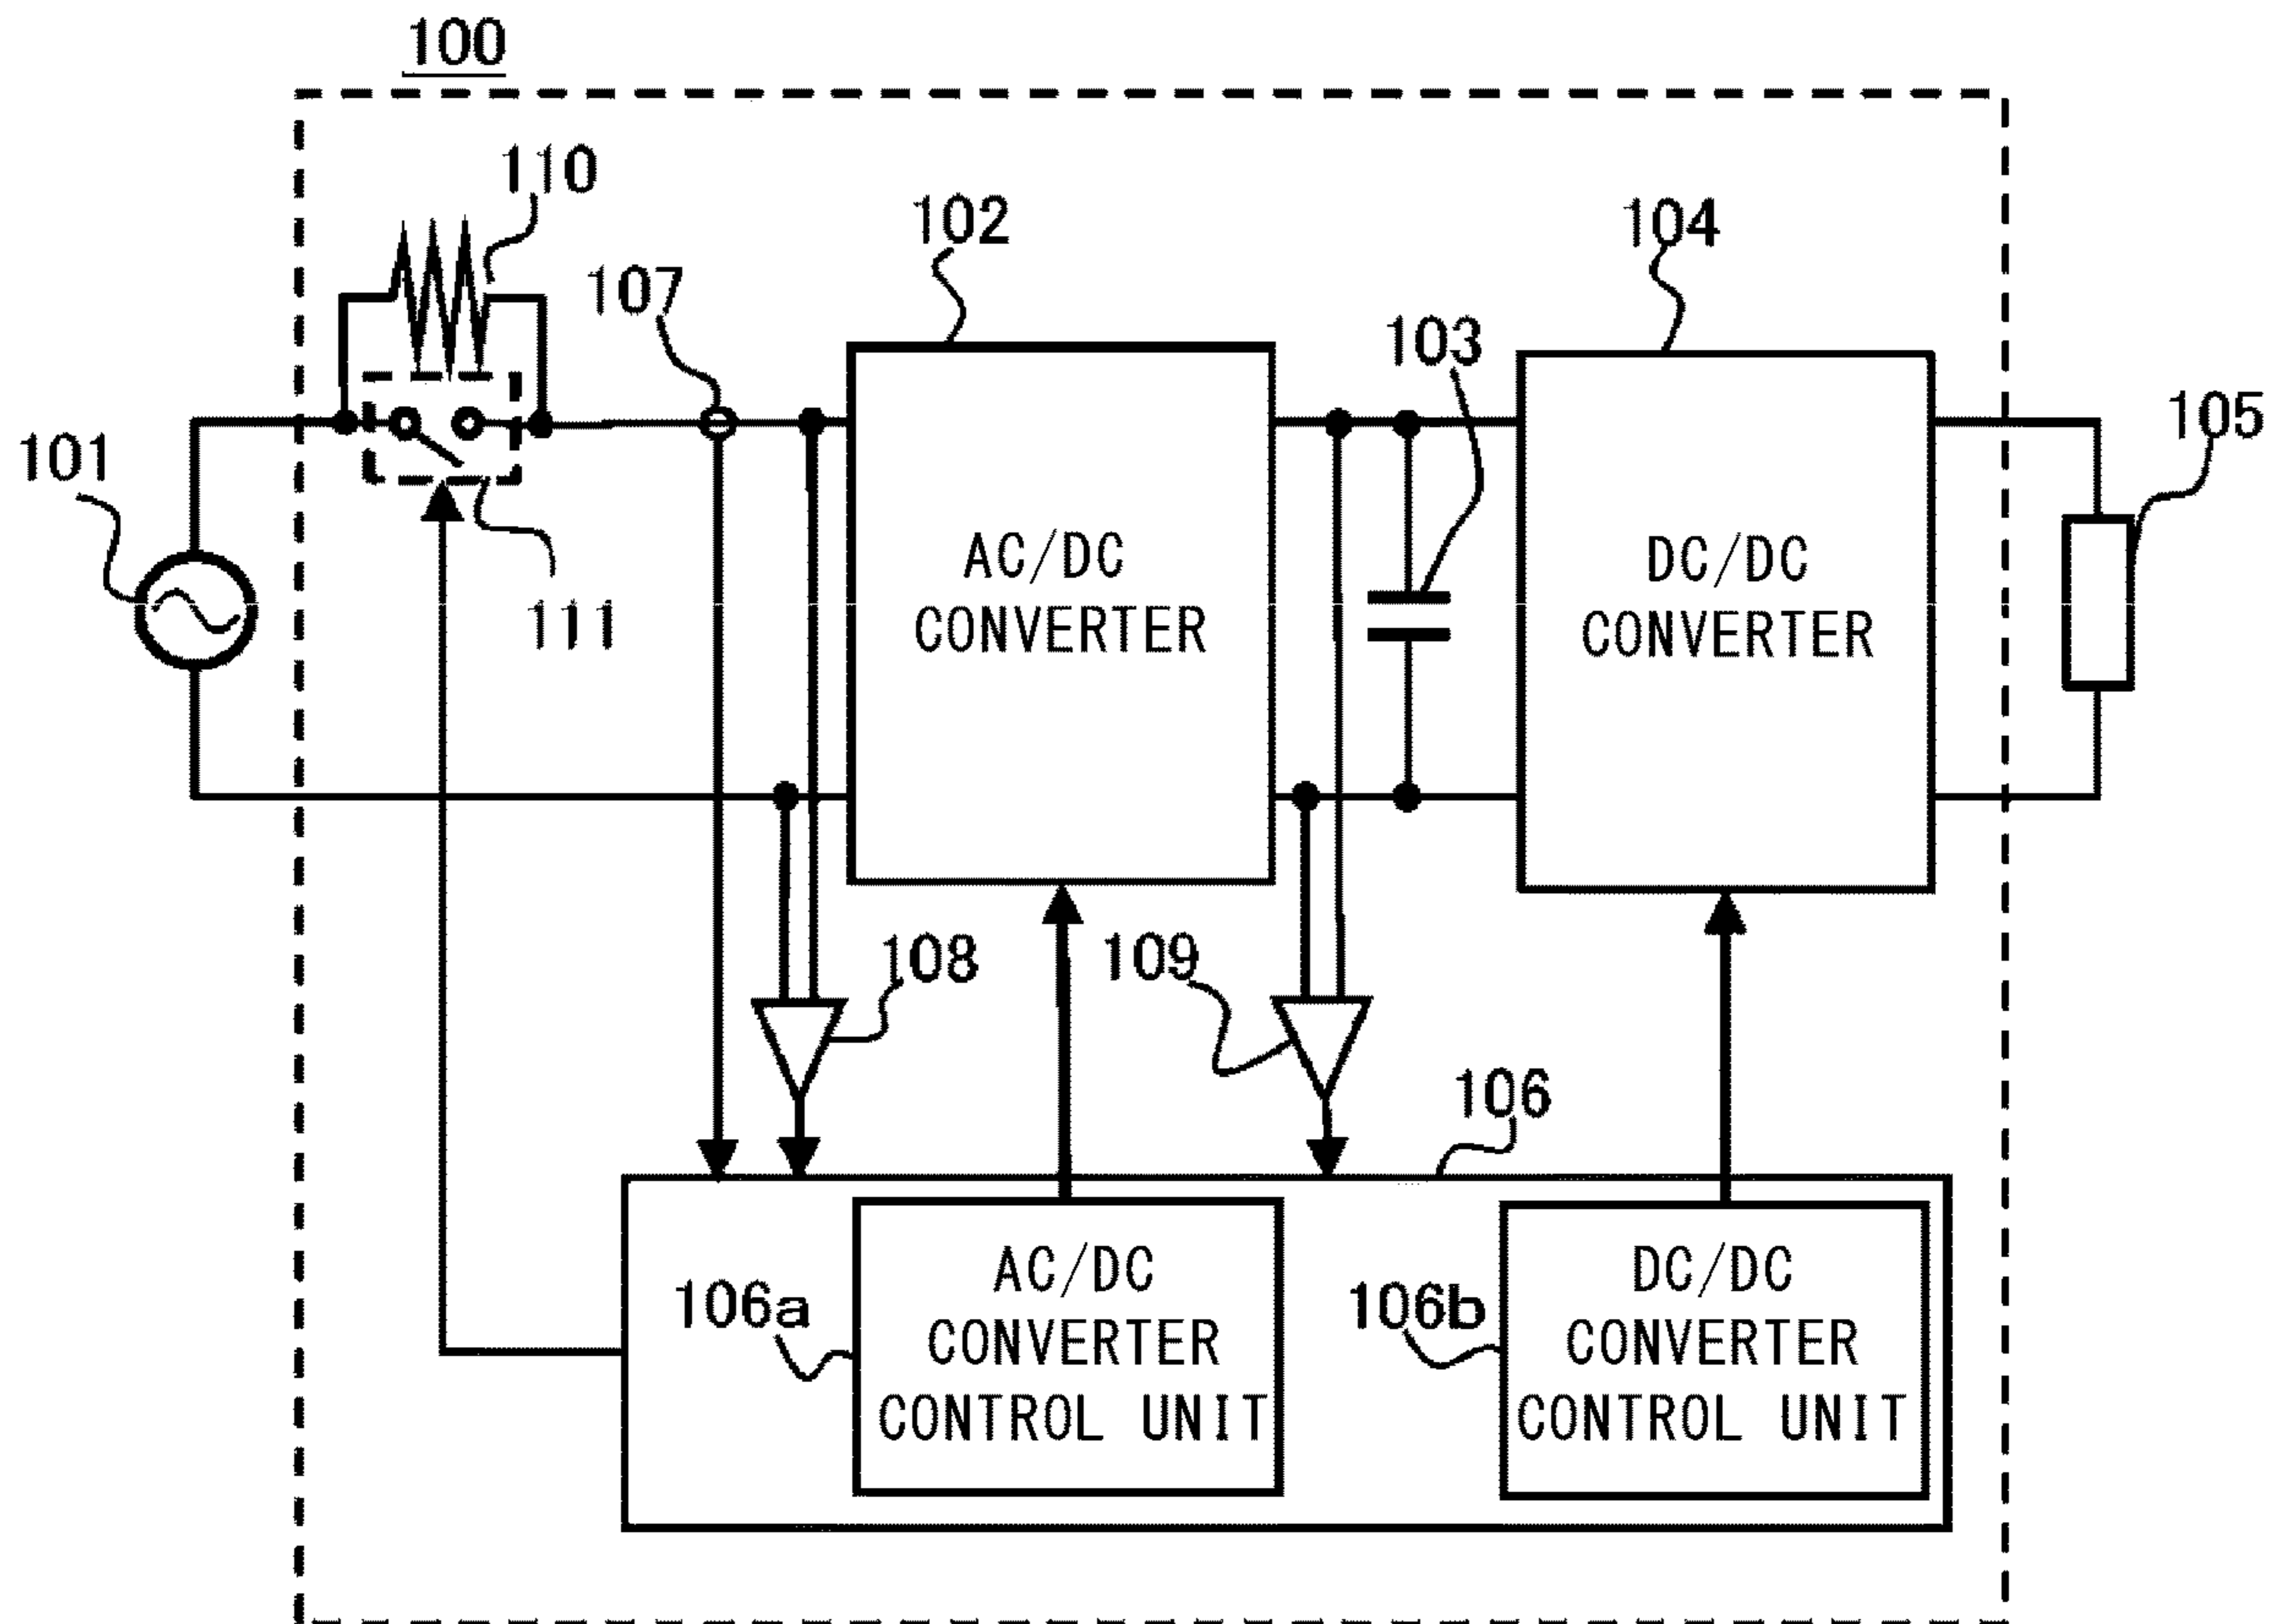 100
110
102
104
107
103
105
101
AC/DC
CONVERTER
DC/DC
CONVERTER
111
108
109
106
106a
AC/DC
CONVERTER
CONTROL UNIT
106b
DC/DC
CONVERTER
CONTROL UNIT